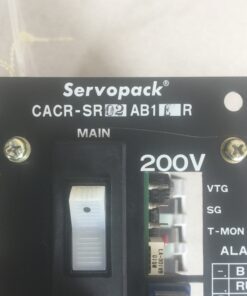 Servopack®
CACR-SR02AB1 R
MAIN
200V
VTG
SG
T-MON
ALA
B
R